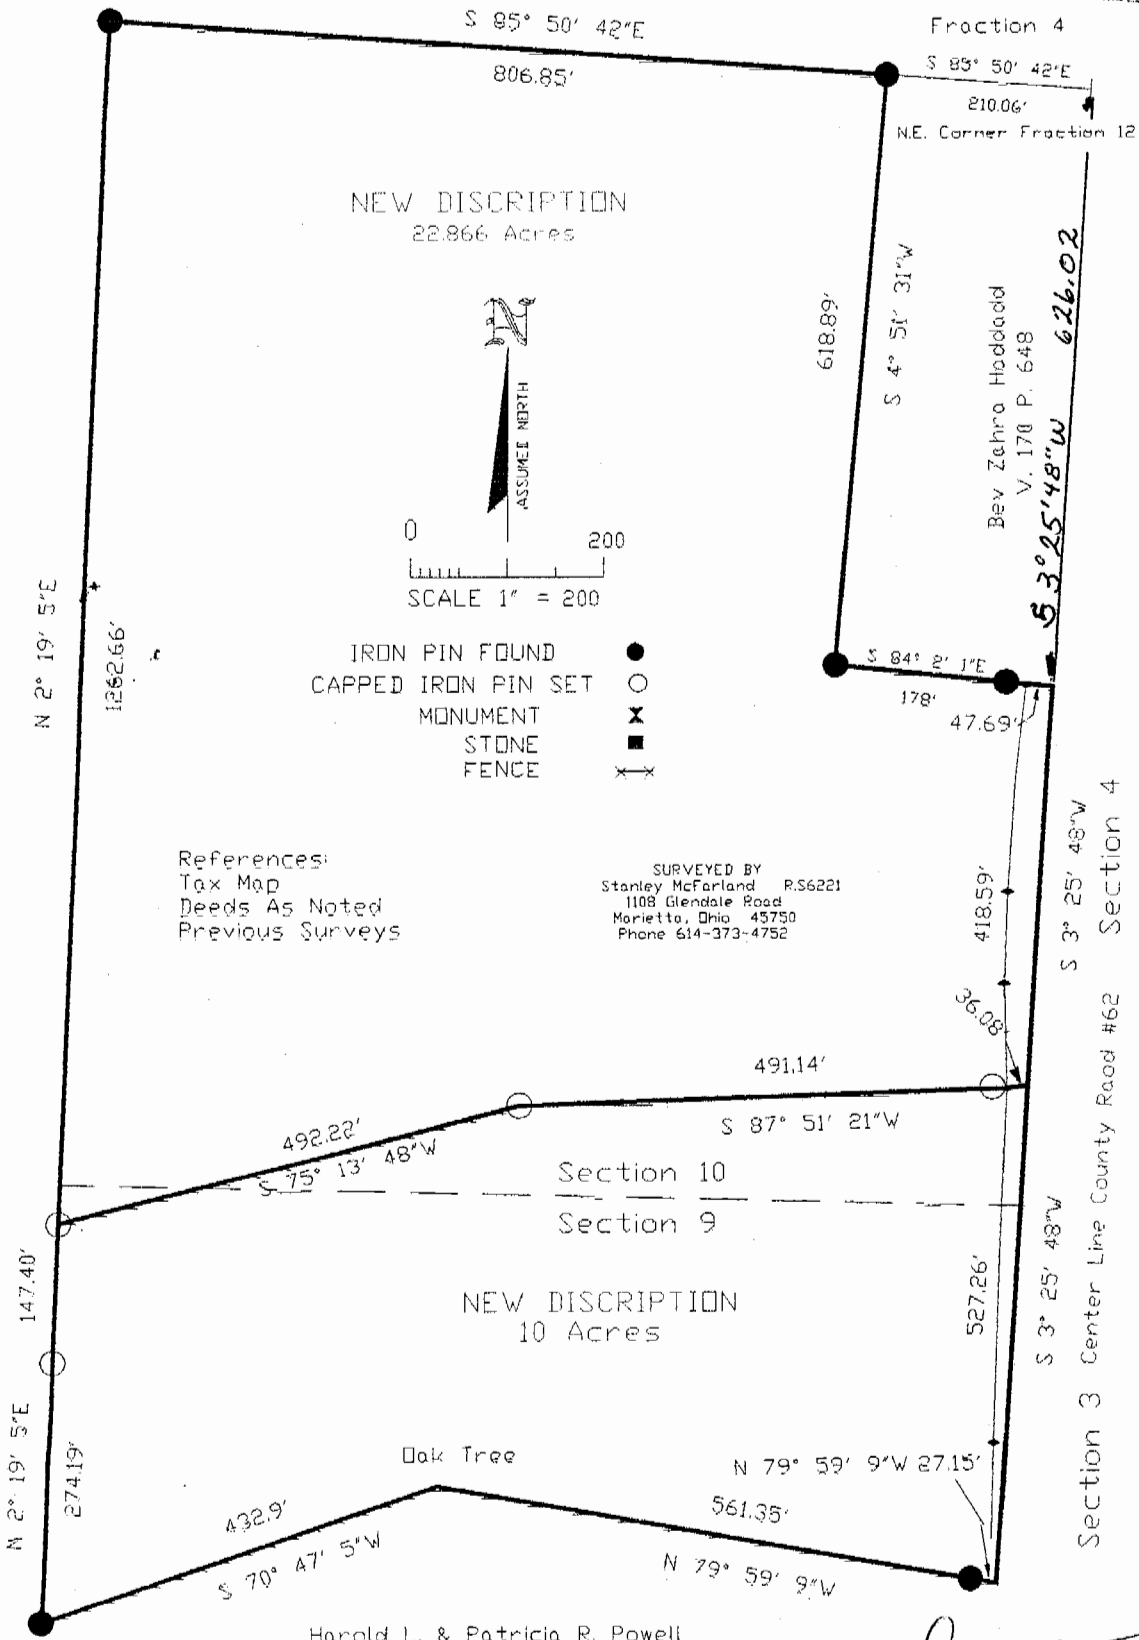 S 85° 50' 42"E
806.85'
Fraction 4
S 85° 50' 42"E
210.06'
N.E. Corner Fraction 12
NEW DISCRIPTION
22.866 Acres
N
ASSUMED NORTH
0 200
SCALE 1" = 200
618.89'
S 4° 51' 31"W
Bev Zahra Haddadd
V. 170 P. 648
S 3° 25' 48" W 626.02
N 2° 19' 5"E
1262.66'
IRON PIN FOUND
CAPPED IRON PIN SET
MONUMENT
STONE
FENCE
S 84° 2' 1"E
178'
47.69'
References:
Tax Map
Deeds As Noted
Previous Surveys
SURVEYED BY
Stanley McFarland R.S6221
1108 Glendale Road
Marietta, Ohio 45750
Phone 614-373-4752
418.59'
S 3° 25' 48"W
Section 4
36.08'
491.14'
S 87° 51' 21"W
492.22'
S 75° 13' 48"W
Section 10
Section 9
147.40'
NEW DISCRIPTION
10 Acres
527.26'
S 3° 25' 48"W
Section 3 Center Line County Raod #62
N 2° 19' 5"E
274.19'
Oak Tree
N 79° 59' 9"W 27.15'
432.9'
S 70° 47' 5"W
561.35'
N 79° 59' 9"W
Harold L. & Patricia R. Powell